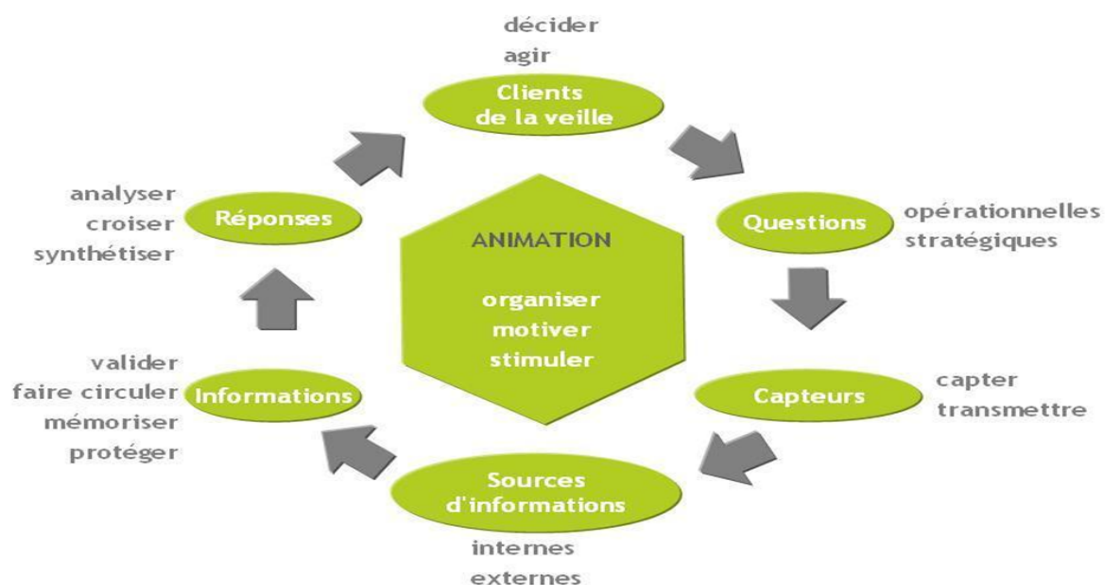 décider
agir
Clients
de la veille
Questions
opérationnelles
stratégiques
Capteurs
capter
transmettre
Sources
d'informations
internes
externes
Informations
valider
faire circuler
mémoriser
protéger
Réponses
analyser
croiser
synthétiser
ANIMATION
organiser
motiver
stimuler